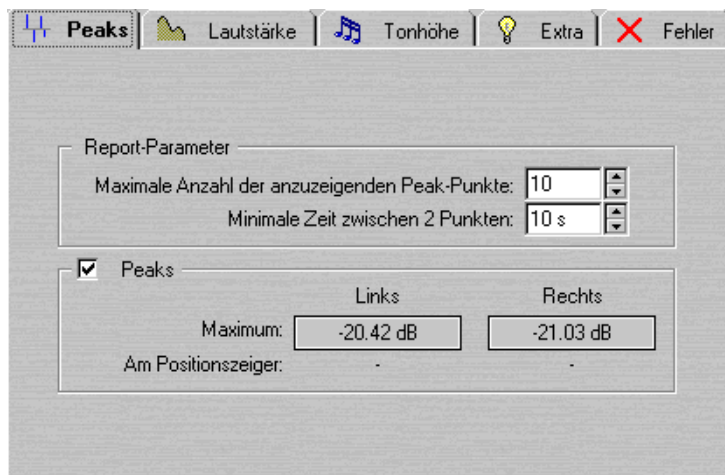 Peaks Lautstärke Tonhöhe Extra Fehler
Report-Parameter
Maximale Anzahl der anzuzeigenden Peak-Punkte: 10
Minimale Zeit zwischen 2 Punkten: 10 s
Peaks
Links Rechts
Maximum: -20.42 dB -21.03 dB
Am Positionszeiger: - -